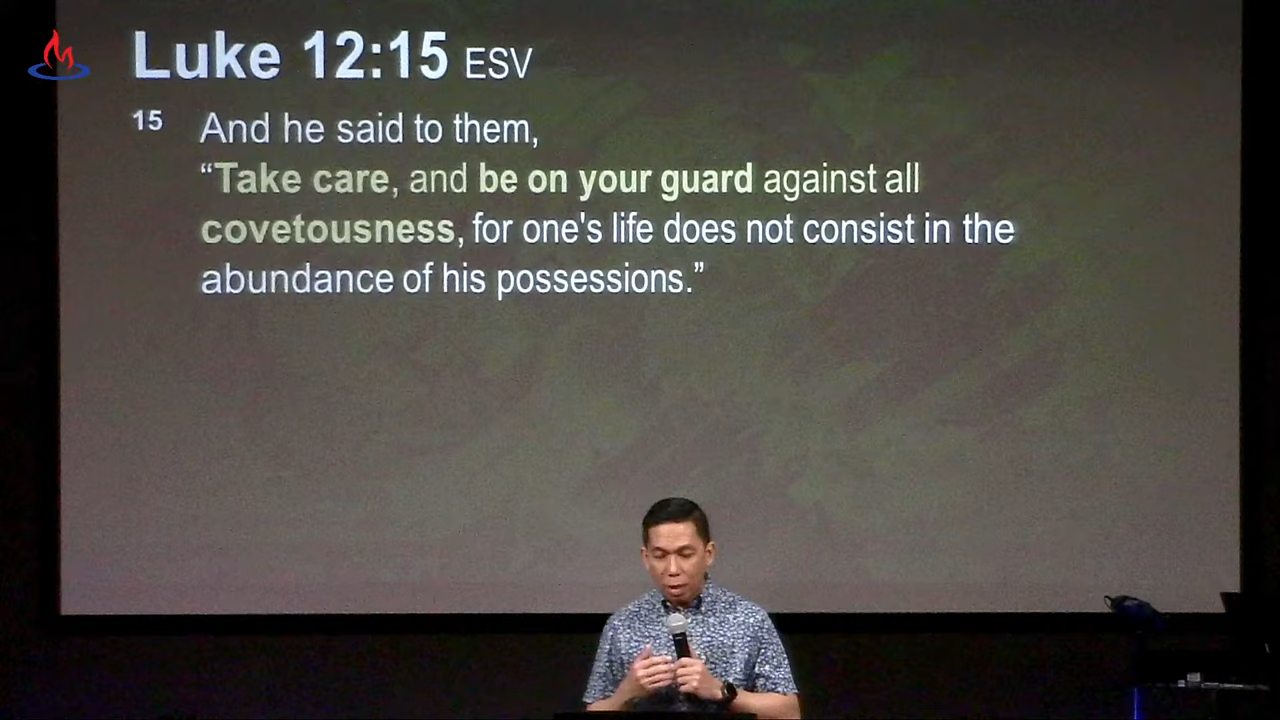 Luke 12:15 ESV
15 And he said to them,
“Take care, and be on your guard against all
covetousness, for one's life does not consist in the
abundance of his possessions.”